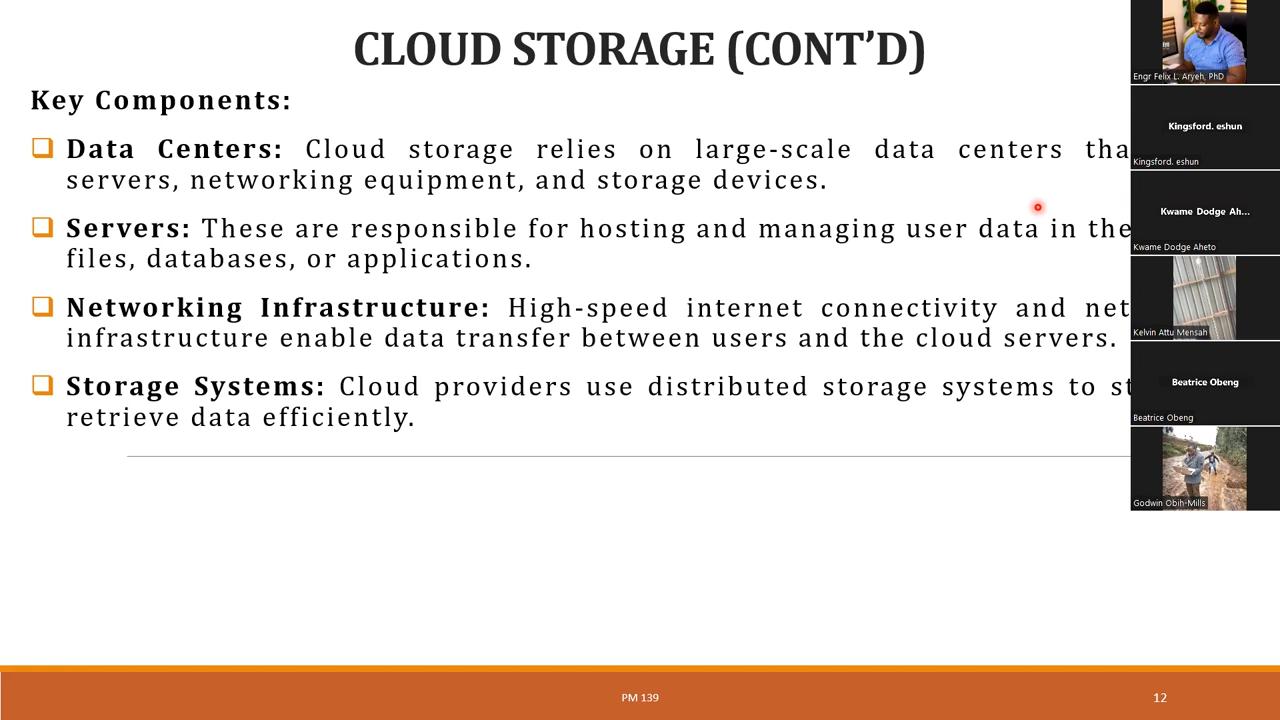 CLOUD STORAGE (CONT’D)
Key Components:
Data Centers: Cloud storage relies on large-scale data centers
servers, networking equipment, and storage devices.
Servers: These are responsible for hosting and managing user data in the
files, databases, or applications.
Networking Infrastructure: High-speed internet connectivity and
infrastructure enable data transfer between users and the cloud servers.
Storage Systems: Cloud providers use distributed storage systems to
retrieve data efficiently.
PM 139
12
Engr Felix L. Aryeh, PhD
Kingsford. eshun
Kingsford. eshun
Kwame Dodge Ah...
Kwame Dodge Aheto
Kelvin Attu Mensah
Beatrice Obeng
Beatrice Obeng
Godwin Obih-Mills